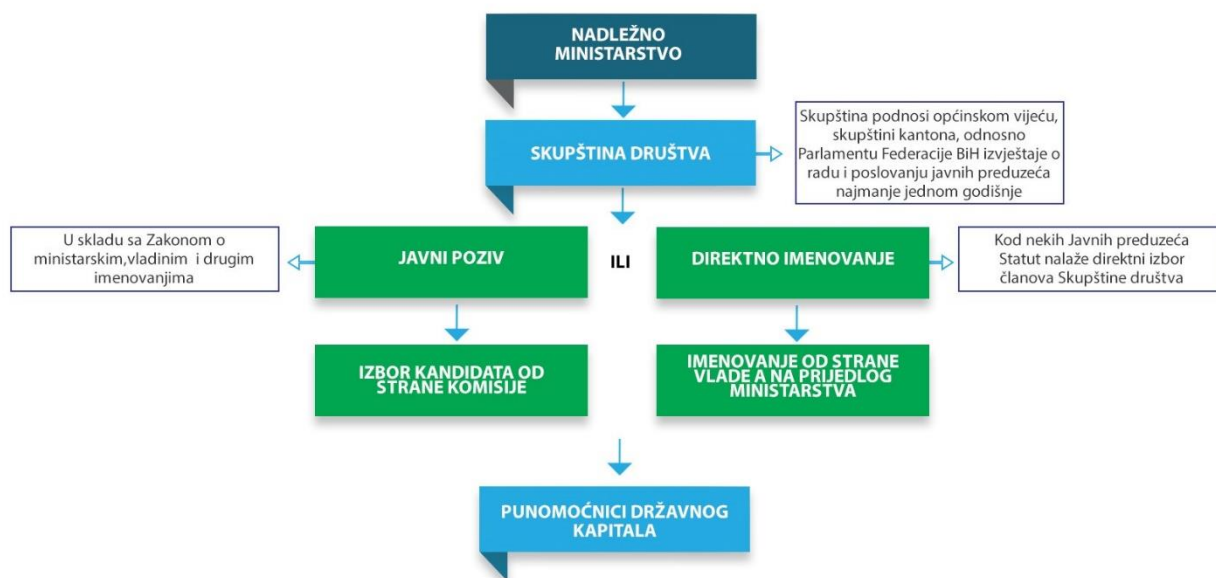 NADLEŽNO
MINISTARSTVO
SKUPŠTINA DRUŠTVA
Skupština podnosi općinskom vijeću,
skupštini kantona, odnosno
Parlamentu Federacije BiH izvještaje o
radu i poslovanju javnih preduzeća
najmanje jednom godišnje
U skladu sa Zakonom o
ministarskim,vladinim i drugim
imenovanjima
JAVNI POZIV
ILI
DIREKTNO IMENOVANJE
Kod nekih Javnih preduzeća
Statut nalaže direktni izbor
članova Skupštine društva
IZBOR KANDIDATA OD
STRANE KOMISIJE
IMENOVANJE OD STRANE
VLADE A NA PRIJEDLOG
MINISTARSTVA
PUNOMOĆNICI DRŽAVNOG
KAPITALA